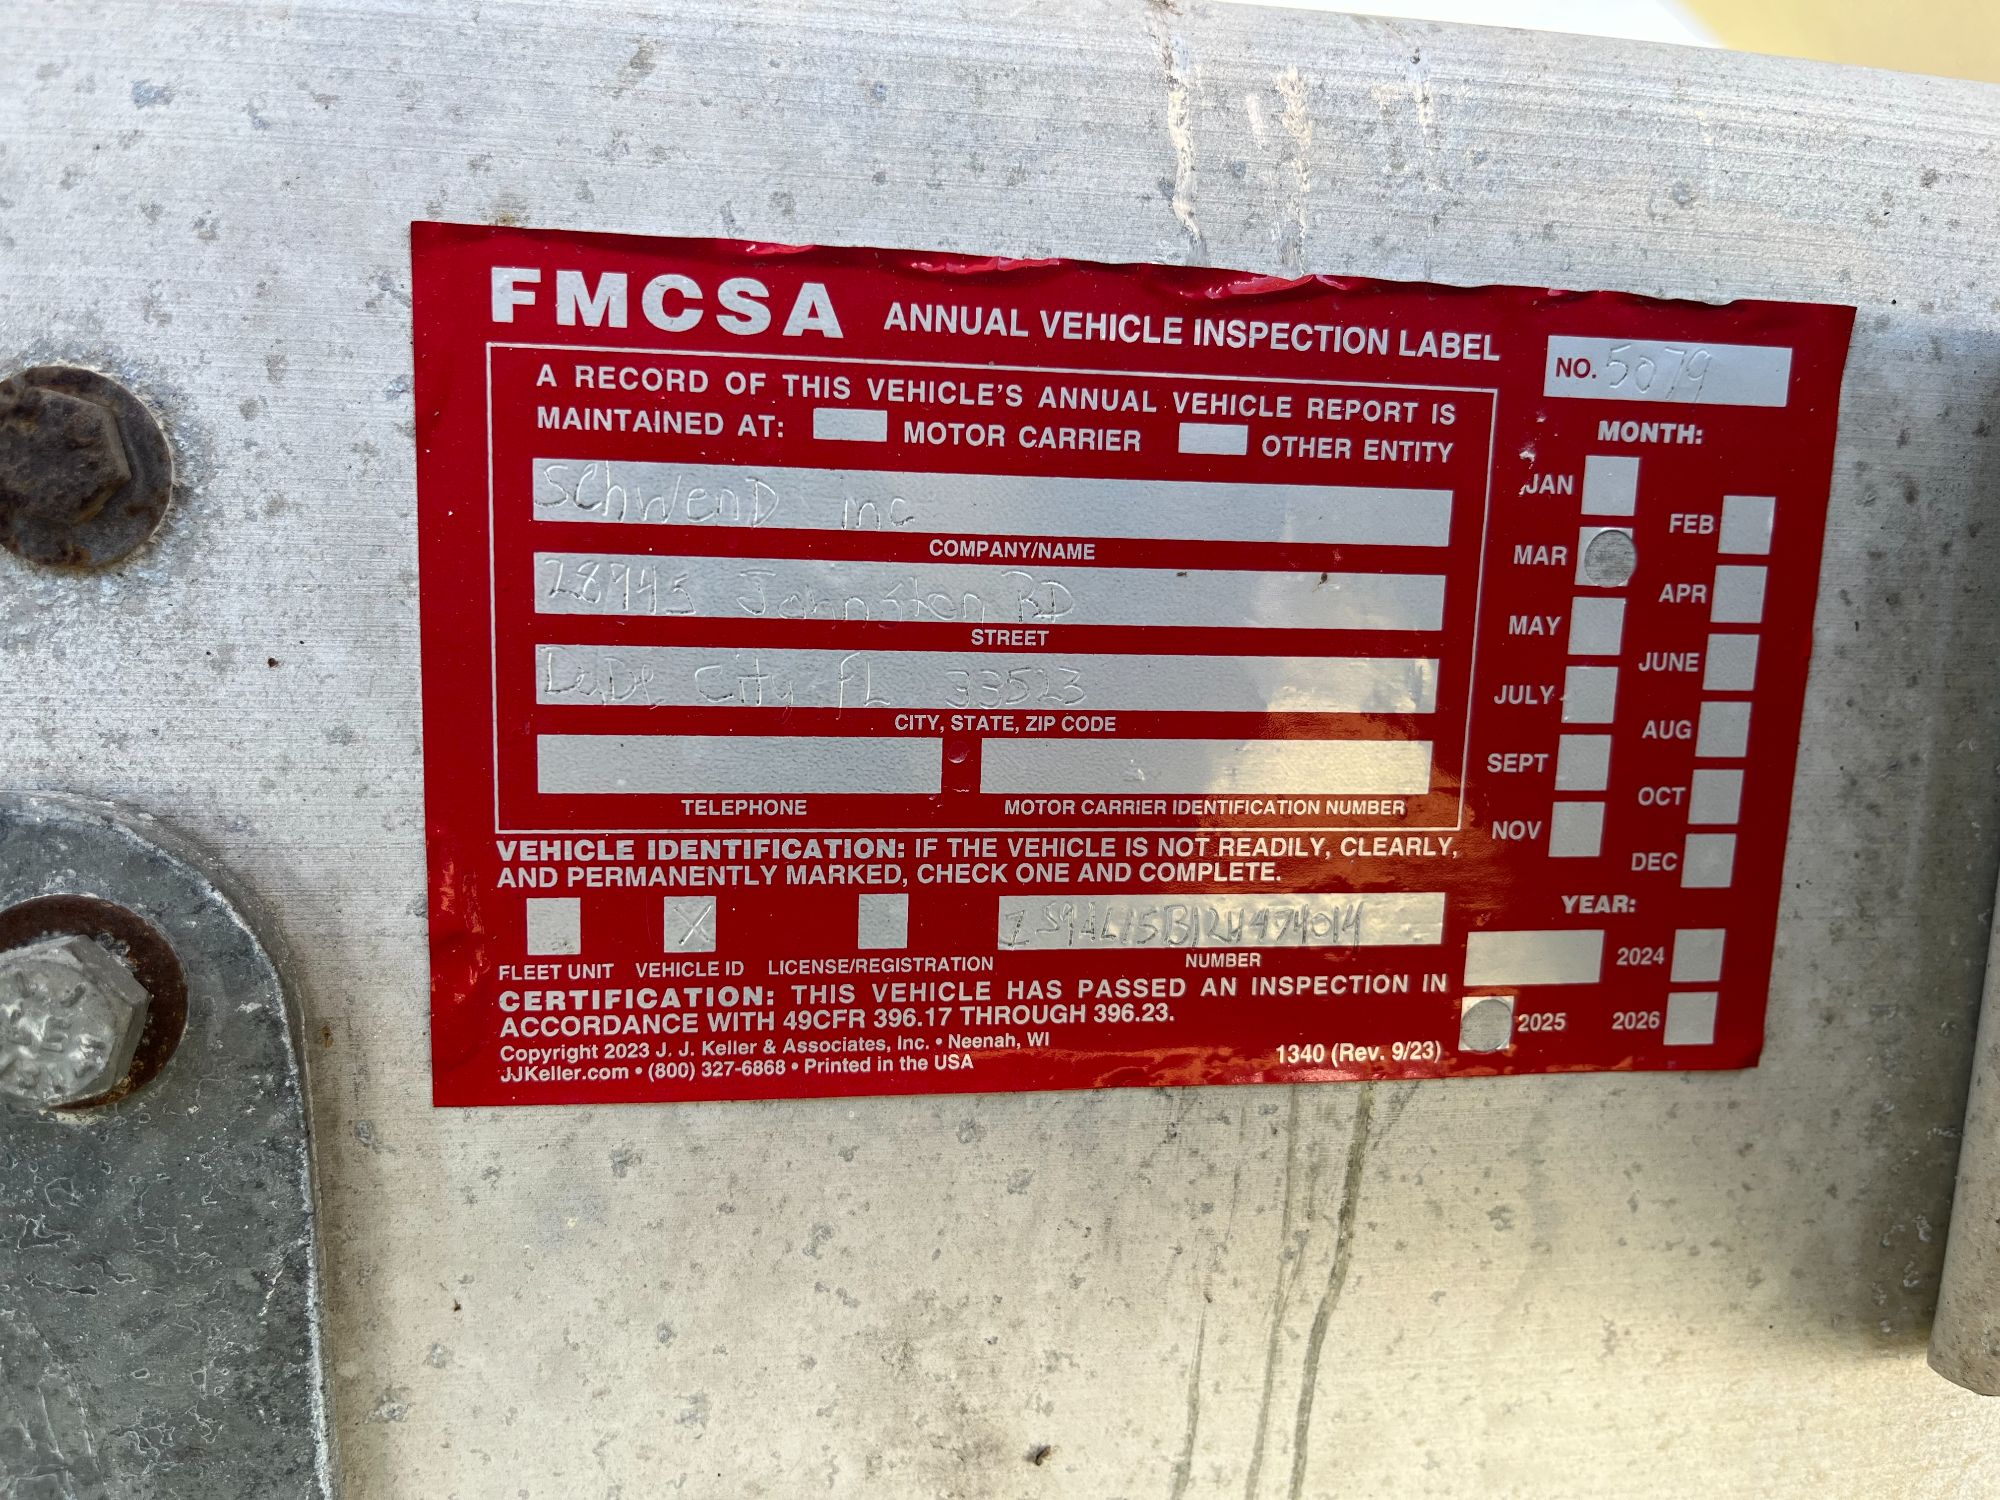 FMCSA ANNUAL VEHICLE INSPECTION LABEL
NO. 5079
A RECORD OF THIS VEHICLE'S ANNUAL VEHICLE REPORT IS
MAINTAINED AT: MOTOR CARRIER OTHER ENTITY
SchwenD inc
COMPANY/NAME
28945 Johnston RD
STREET
DaDe City FL 33523
CITY, STATE, ZIP CODE
TELEPHONE MOTOR CARRIER IDENTIFICATION NUMBER
VEHICLE IDENTIFICATION: IF THE VEHICLE IS NOT READILY, CLEARLY,
AND PERMANENTLY MARKED, CHECK ONE AND COMPLETE.
X
FLEET UNIT VEHICLE ID LICENSE/REGISTRATION NUMBER
CERTIFICATION: THIS VEHICLE HAS PASSED AN INSPECTION IN
ACCORDANCE WITH 49CFR 396.17 THROUGH 396.23.
Copyright 2023 J. J. Keller & Associates, Inc. • Neenah, WI
JJKeller.com • (800) 327-6868 • Printed in the USA
1340 (Rev. 9/23)
MONTH:
JAN
FEB
MAR
APR
MAY
JUNE
JULY
AUG
SEPT
OCT
NOV
DEC
YEAR:
2024
2025 2026